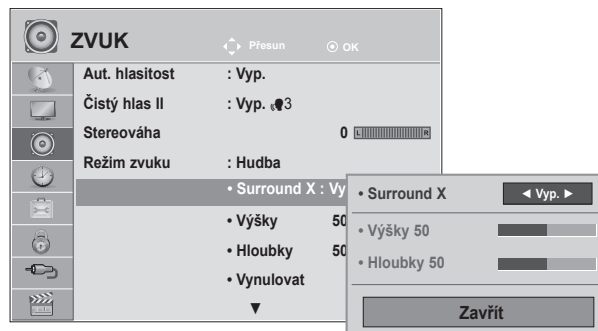 ZVUK
Přesun
OK
Aut. hlasitost : Vyp.
Čistý hlas II : Vyp. 3
Stereováha 0 L R
Režim zvuku : Hudba
• Surround X : Vy
• Výšky 50
• Hloubky 50
• Vynulovat
▼
• Surround X ◄ Vyp. ►
• Výšky 50
• Hloubky 50
Zavřít